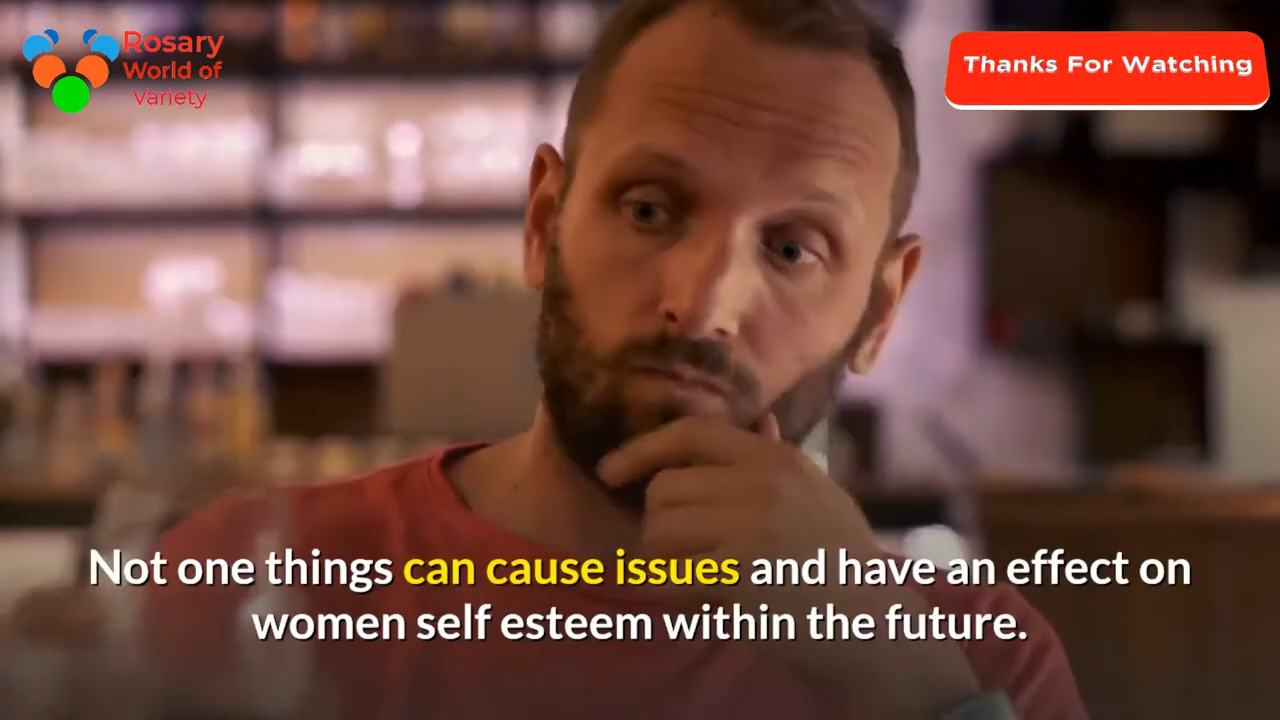 Rosary
World of
Variety
Thanks For Watching
Not one things can cause issues and have an effect on
women self esteem within the future.